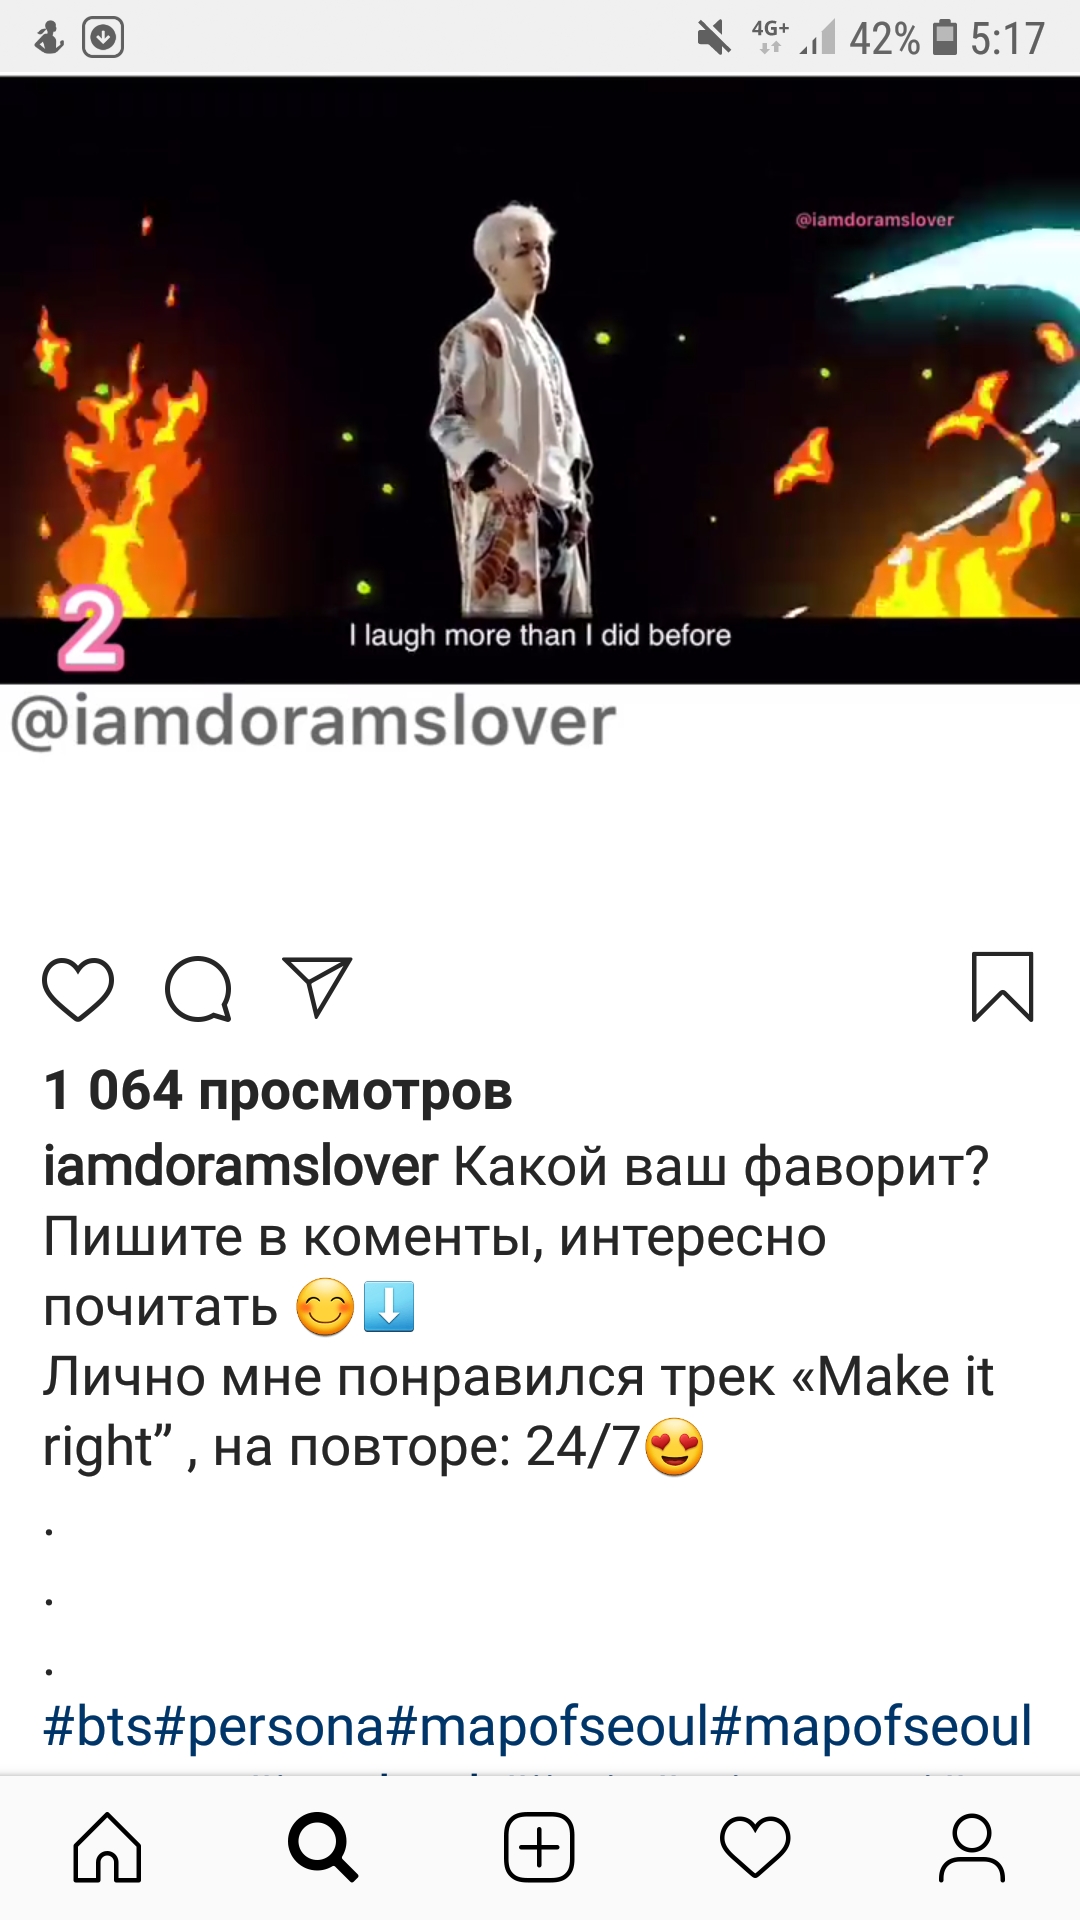 4G+ 42% 5:17
@iamdoramslover
2
I laugh more than I did before
@iamdoramslover
1 064 просмотров
iamdoramslover Какой ваш фаворит?
Пишите в коменты, интересно
почитать 😊⬇️
Лично мне понравился трек «Make it
right” , на повторе: 24/7😍
.
.
.
#bts#persona#mapofseoul#mapofseoul